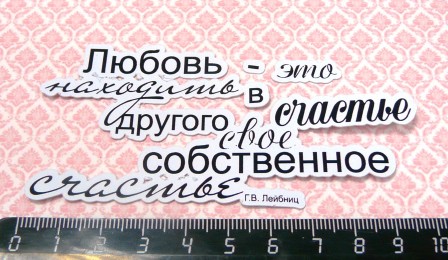 Любовь - это
находить в
другого счастье
свое
собственное
счастье
Г.В. Лейбниц
0 1 2 3 4 5 6 7 8 9 10